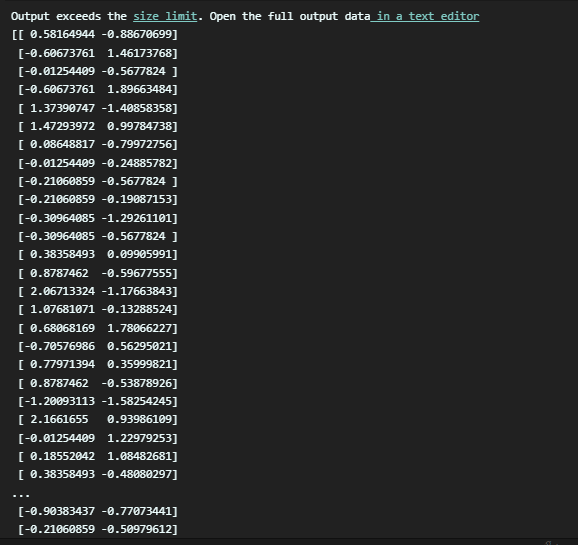 Output exceeds the size limit. Open the full output data in a text editor
[[ 0.58164944 -0.88670699]
 [-0.60673761  1.46173768]
 [-0.01254409 -0.5677824 ]
 [-0.60673761  1.89663484]
 [ 1.37390747 -1.40858358]
 [ 1.47293972  0.99784738]
 [ 0.08648817 -0.79972756]
 [-0.01254409 -0.24885782]
 [-0.21060859 -0.5677824 ]
 [-0.21060859 -0.19087153]
 [-0.30964085 -1.29261101]
 [-0.30964085 -0.5677824 ]
 [ 0.38358493  0.09905991]
 [ 0.8787462  -0.59677555]
 [ 2.06713324 -1.17663843]
 [ 1.07681071 -0.13288524]
 [ 0.68068169  1.78066227]
 [-0.70576986  0.56295021]
 [ 0.77971394  0.35999821]
 [ 0.8787462  -0.53878926]
 [-1.20093113 -1.58254245]
 [ 2.1661655   0.93986109]
 [-0.01254409  1.22979253]
 [ 0.18552042  1.08482681]
 [ 0.38358493 -0.48080297]
...
 [-0.90383437 -0.77073441]
 [-0.21060859 -0.50979612]